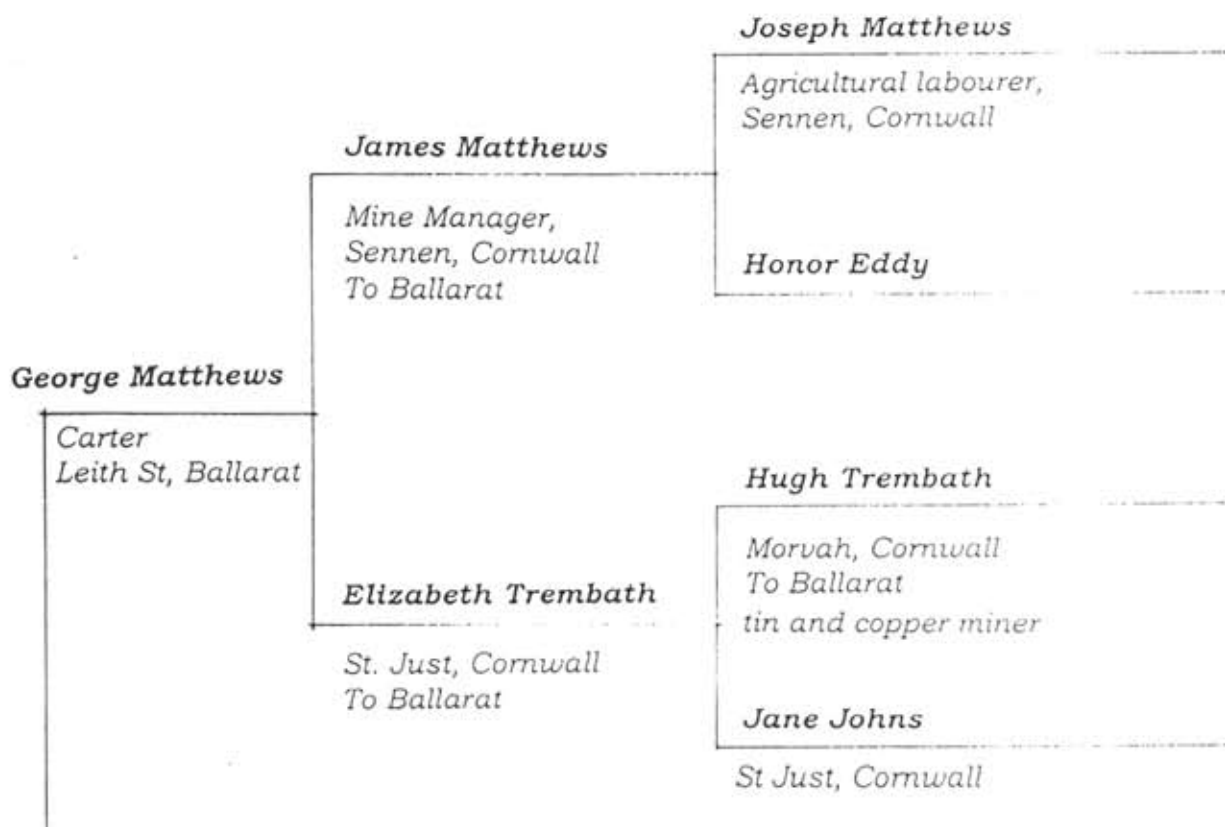 Joseph Matthews
Agricultural labourer,
Sennen, Cornwall
James Matthews
Mine Manager,
Sennen, Cornwall
To Ballarat
Honor Eddy
George Matthews
Carter
Leith St, Ballarat
Hugh Trembath
Morvah, Cornwall
To Ballarat
tin and copper miner
Elizabeth Trembath
St. Just, Cornwall
To Ballarat
Jane Johns
St Just, Cornwall